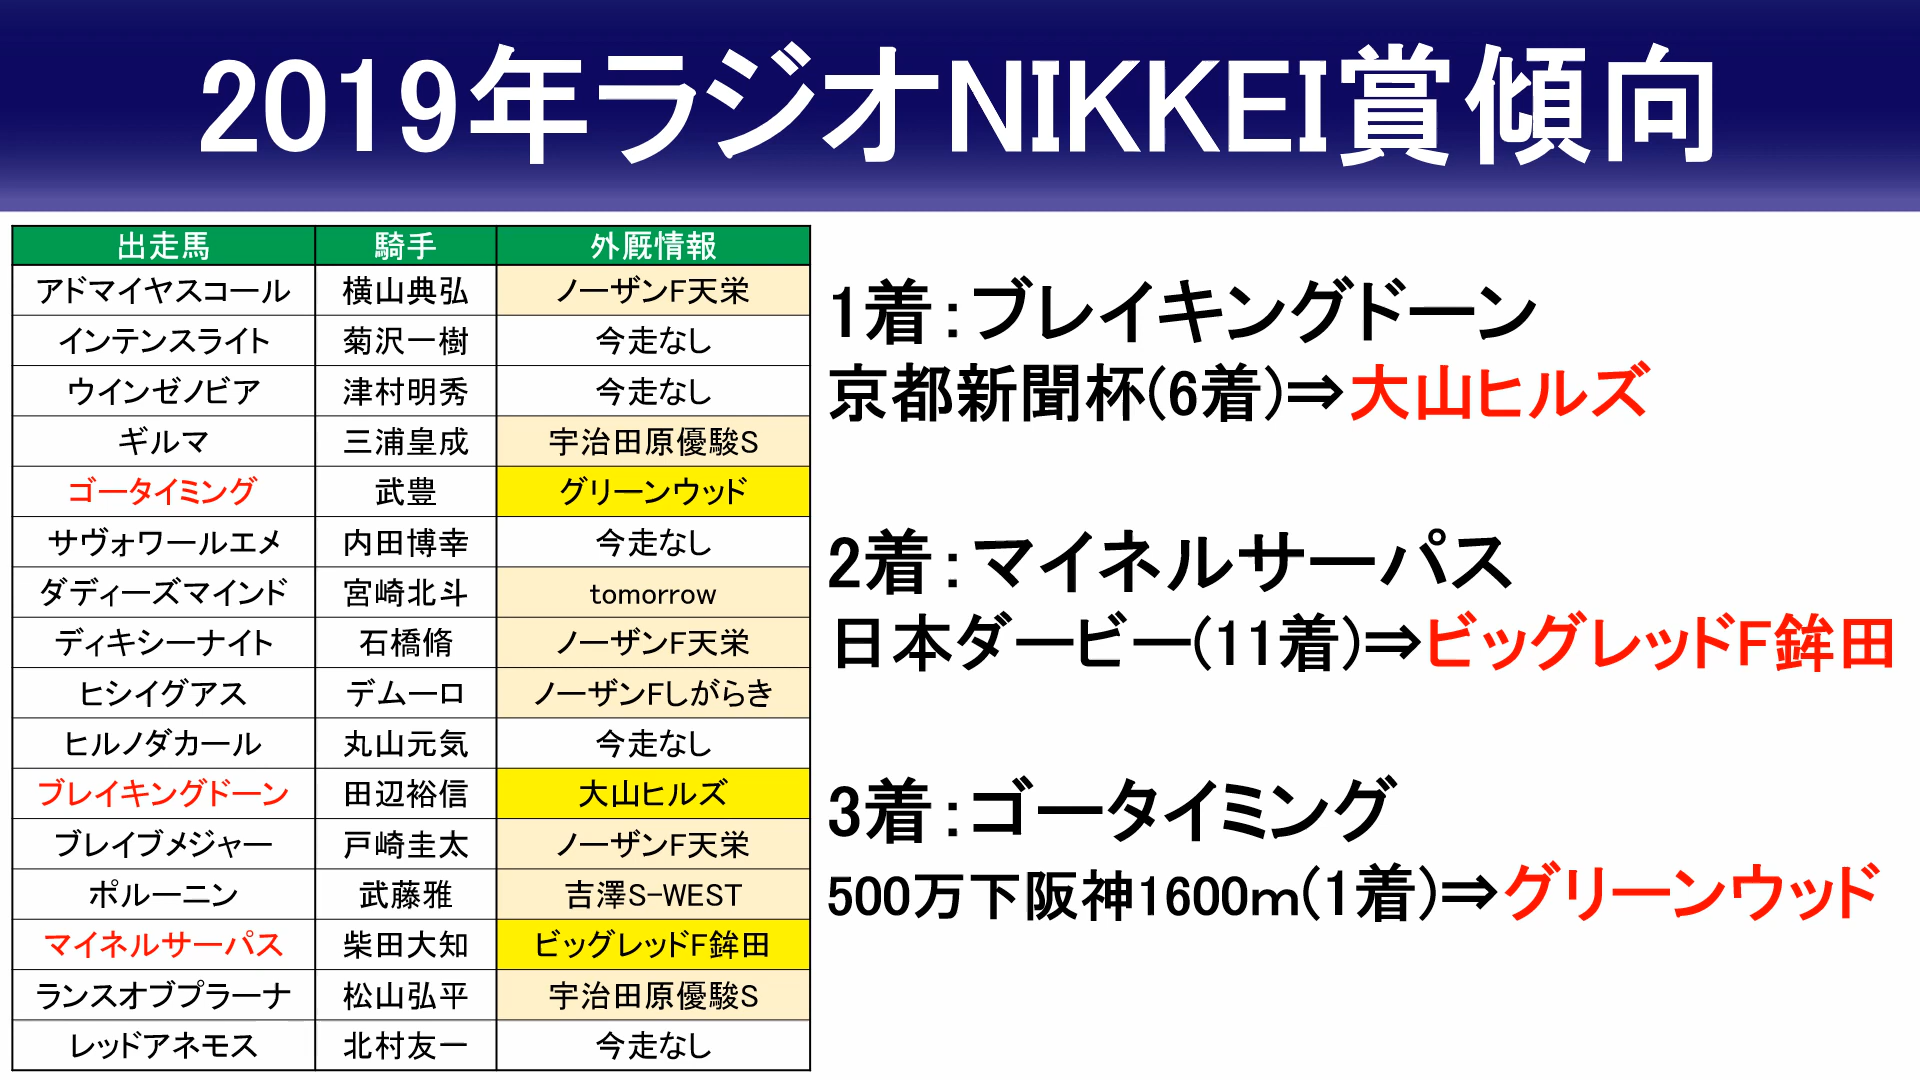 2019年ラジオNIKKEI賞傾向
出走馬 騎手 外厩情報
アドマイヤスコール 横山典弘 ノーザンF天栄
インテンスライト 菊沢一樹 今走なし
ウインゼノビア 津村明秀 今走なし
ギルマ 三浦皇成 宇治田原優駿S
ゴータイミング 武豊 グリーンウッド
サヴォワールエメ 内田博幸 今走なし
ダディーズマインド 宮崎北斗 tomorrow
ディキシーナイト 石橋脩 ノーザンF天栄
ヒシイグアス デムーロ ノーザンFしがらき
ヒルノダカール 丸山元気 今走なし
ブレイキングドーン 田辺裕信 大山ヒルズ
ブレイブメジャー 戸崎圭太 ノーザンF天栄
ポルーニン 武藤雅 吉澤S-WEST
マイネルサーパス 柴田大知 ビッグレッドF鉾田
ランスオブプラーナ 松山弘平 宇治田原優駿S
レッドアネモス 北村友一 今走なし
1着:ブレイキングドーン
京都新聞杯(6着)⇒大山ヒルズ
2着:マイネルサーパス
日本ダービー(11着)⇒ビッグレッドF鉾田
3着:ゴータイミング
500万下阪神1600m(1着)⇒グリーンウッド